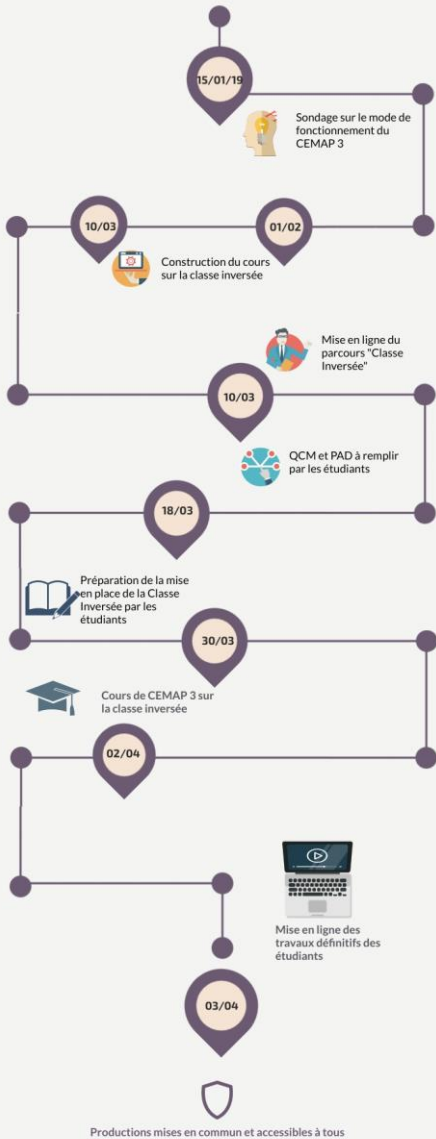 15/01/19
Sondage sur le mode de
fonctionnement du
CEMAP 3
10/03
01/02
Construction du cours
sur la classe inversée
Mise en ligne du
parcours "Classe
Inversée"
10/03
QCM et PAD à remplir
par les étudiants
18/03
Préparation de la mise
en place de la Classe
Inversée par les
étudiants
30/03
Cours de CEMAP 3 sur
la classe inversée
02/04
Mise en ligne des
travaux définitifs des
étudiants
03/04
Productions mises en commun et accessibles à tous